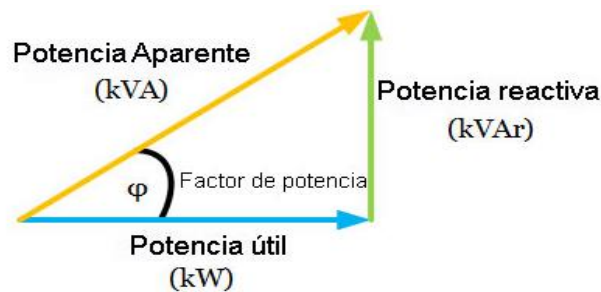 Potencia Aparente
(kVA)
Potencia reactiva
(kVAr)
φ
Factor de potencia
Potencia útil
(kW)